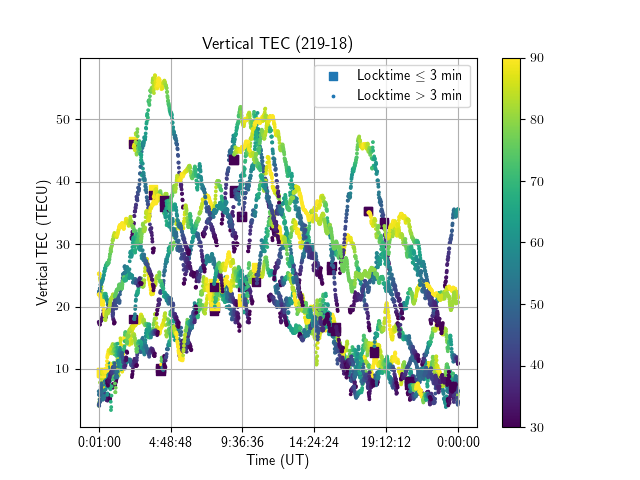 Vertical TEC (219-18)
Locktime ≤ 3 min
Locktime > 3 min
Vertical TEC (TECU)
50
40
30
20
10
0:01:00 4:48:48 9:36:36 14:24:24 19:12:12 0:00:00
Time (UT)
90
80
70
60
50
40
30